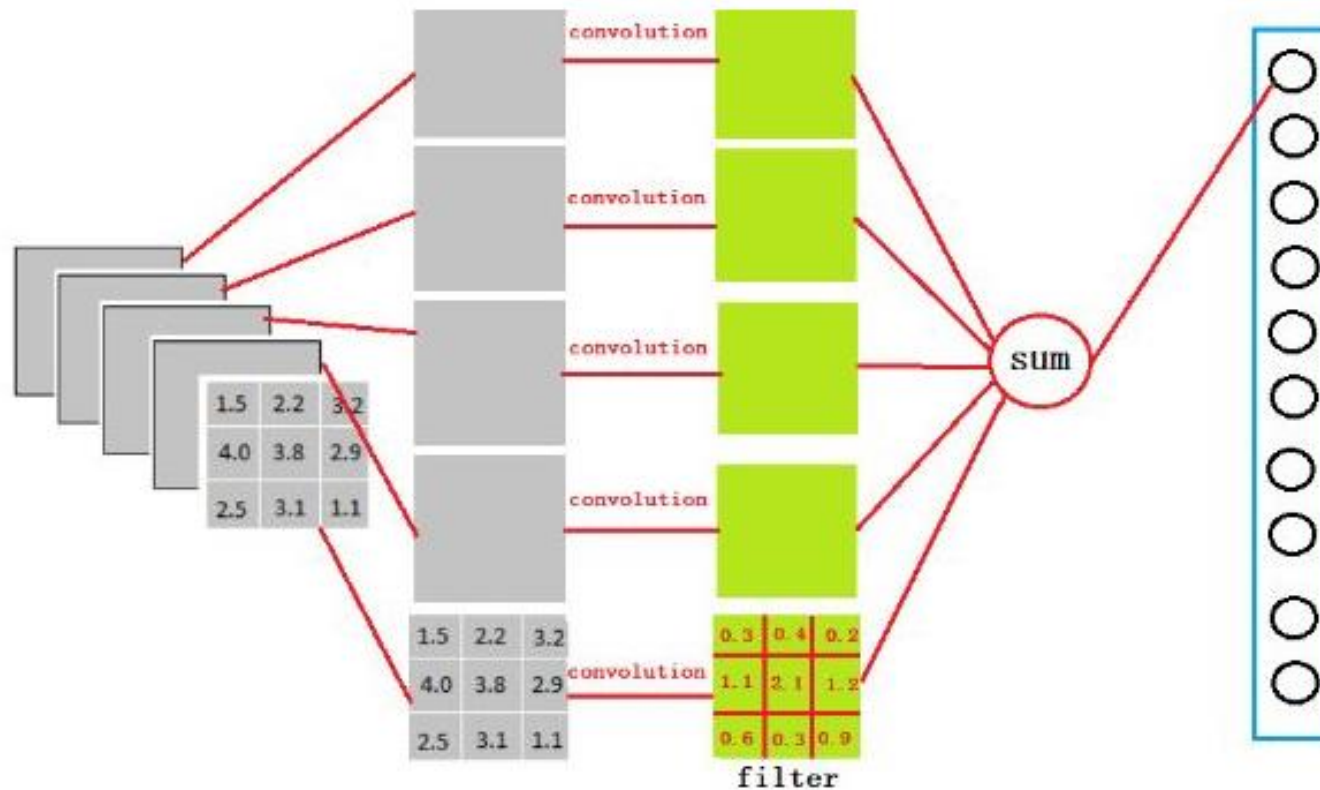 convolution
convolution
convolution
sum
1.5 2.2 3.2
4.0 3.8 2.9
2.5 3.1 1.1
convolution
1.5 2.2 3.2
4.0 3.8 2.9
2.5 3.1 1.1
convolution
0.3 0.4 0.2
1.1 2.1 1.2
0.6 0.3 0.9
filter